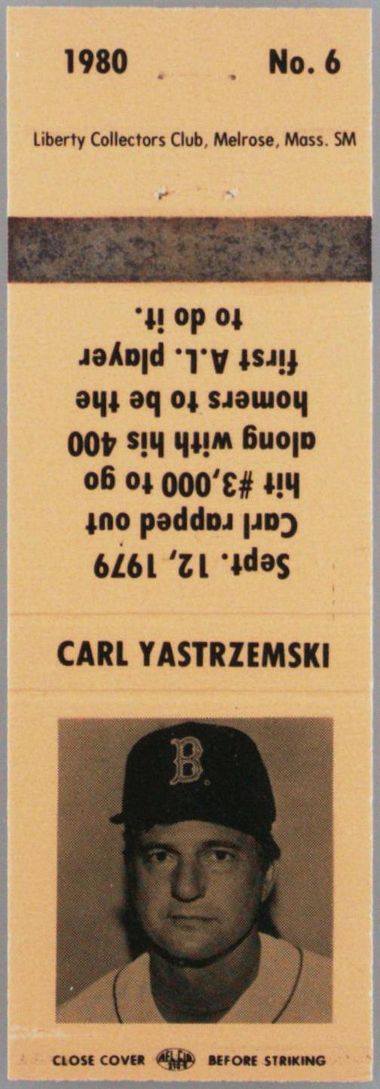 1980 No. 6
Liberty Collectors Club, Melrose, Mass. SM
Sept. 12, 1979
Carl rapped out
hit #3,000 to go
along with his 400
homers to be the
first A.L. player
to do it.
CARL YASTRZEMSKI
B
CLOSE COVER BEFORE STRIKING